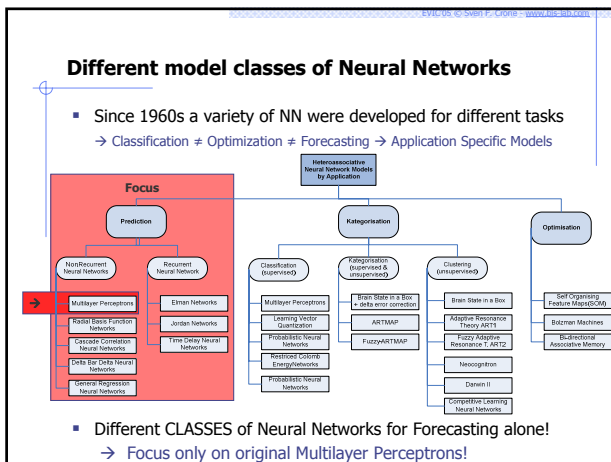 EVIC'05 © Sven F. Crone - www.bis-lab.com
Different model classes of Neural Networks
▪ Since 1960s a variety of NN were developed for different tasks
→ Classification ≠ Optimization ≠ Forecasting → Application Specific Models
Heteroassociative
Neural Network Models
by Application
Focus
Prediction
Kategorisation
Optimisation
NonRecurrent
Neural Networks
Recurrent
Neural Network
Classification
(supervised)
Kategorisation
(supervised &
unsupervised)
Clustering
(unsupervised)
→
Multilayer Perceptrons
Radial Basis Function
Networks
Cascade Correlation
Neural Networks
Delta Bar Delta Neural
Networks
General Regression
Neural Networks
Elman Networks
Jordan Networks
Time Delay Neural
Networks
Multilayer Perceptrons
Learning Vector
Quantization
Probabilistic Neural
Networks
Restriced Colomb
EnergyNetworks
Probabilistic Neural
Networks
Brain State in a Box
+ delta error correction
ARTMAP
FuzzyARTMAP
Brain State in a Box
Adaptive Resonance
Theory ART1
Fuzzy Adaptive
Resonance T. ART2
Neocognitron
Darwin II
Competitive Learning
Neural Networks
Self Organising
Feature Maps(SOM)
Bolzman Machines
Bi-directional
Associative Memory
▪ Different CLASSES of Neural Networks for Forecasting alone!
→ Focus only on original Multilayer Perceptrons!